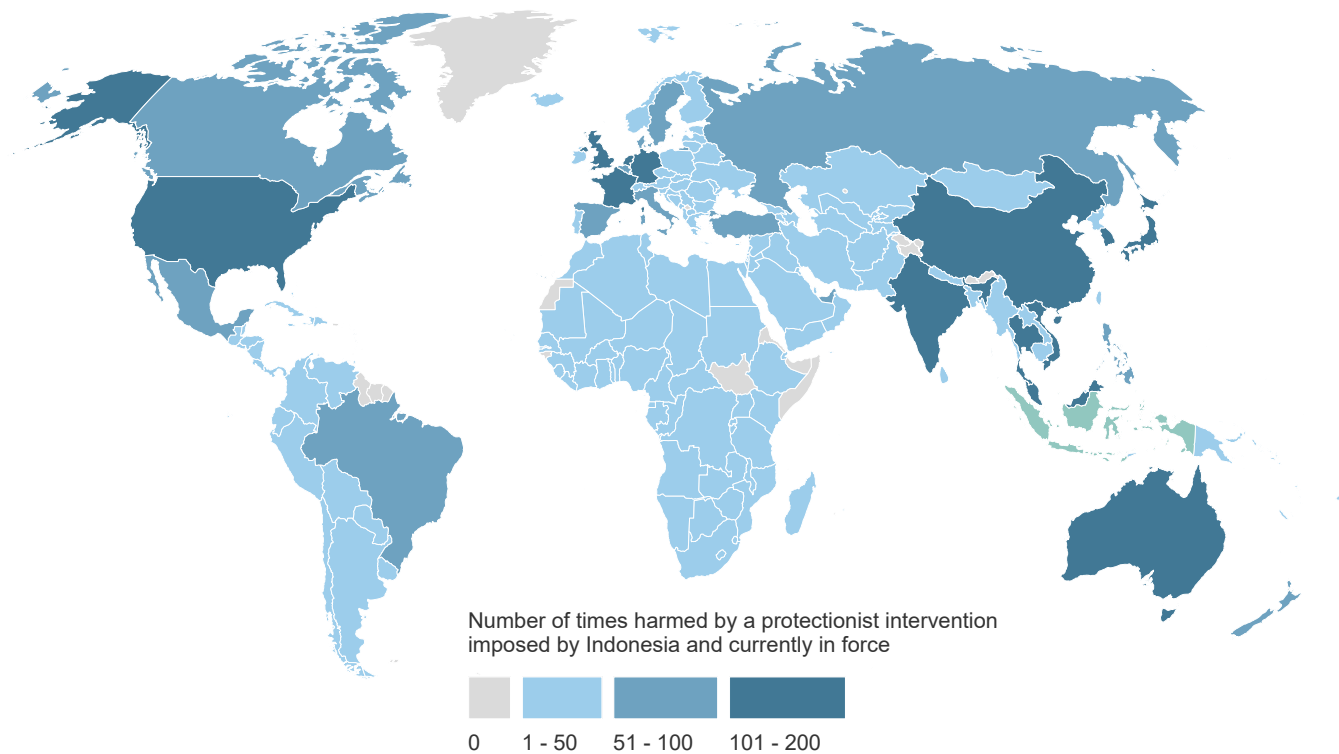 Number of times harmed by a protectionist intervention
imposed by Indonesia and currently in force
0 1 - 50 51 - 100 101 - 200